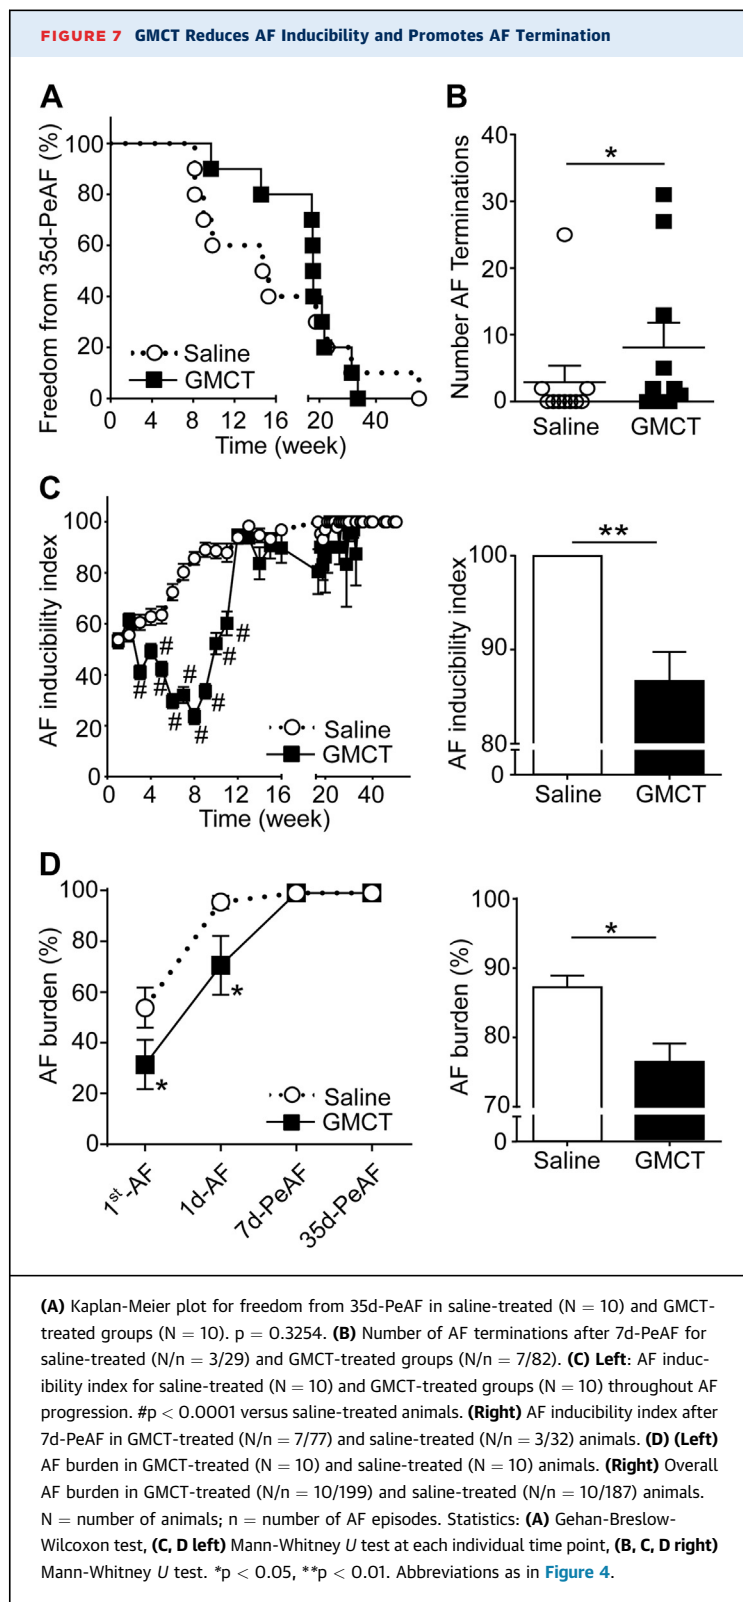 FIGURE 7 GMCT Reduces AF Inducibility and Promotes AF Termination
A
Freedom from 35d-PeAF (%)
100
80
60
40
20
0
Saline
GMCT
0 4 8 12 16 20 40
Time (week)
B
Number AF Terminations
40
30
20
10
0
*
Saline GMCT
C
AF inducibility index
100
80
60
40
20
0
# # # # # # # # #
Saline
GMCT
0 4 8 12 16 20 40
Time (week)
AF inducibility index
100
90
80
0
**
Saline GMCT
D
AF burden (%)
100
80
60
40
20
0
*
*
Saline
GMCT
1st-AF
1d-AF
7d-PeAF
35d-PeAF
AF burden (%)
100
90
80
70
0
*
Saline GMCT
(A) Kaplan-Meier plot for freedom from 35d-PeAF in saline-treated (N = 10) and GMCT-
treated groups (N = 10). p = 0.3254. (B) Number of AF terminations after 7d-PeAF for
saline-treated (N/n = 3/29) and GMCT-treated groups (N/n = 7/82). (C) Left: AF induc-
ibility index for saline-treated (N = 10) and GMCT-treated groups (N = 10) throughout AF
progression. #p < 0.0001 versus saline-treated animals. (Right) AF inducibility index after
7d-PeAF in GMCT-treated (N/n = 7/77) and saline-treated (N/n = 3/32) animals. (D) (Left)
AF burden in GMCT-treated (N = 10) and saline-treated (N = 10) animals. (Right) Overall
AF burden in GMCT-treated (N/n = 10/199) and saline-treated (N/n = 10/187) animals.
N = number of animals; n = number of AF episodes. Statistics: (A) Gehan-Breslow-
Wilcoxon test, (C, D left) Mann-Whitney U test at each individual time point, (B, C, D right)
Mann-Whitney U test. *p < 0.05, **p < 0.01. Abbreviations as in Figure 4.